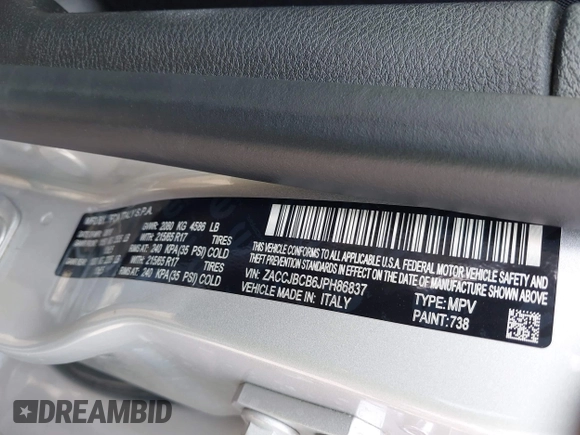 FCA ITALY S.P.A.
GVWR: 2080 KG 4586 LB
WITH: 215/65 R17 TIRES
240 KPA(35 PSI) COLD
WITH: 215/65 R17 TIRES
240 KPA(35 PSI) COLD
THIS VEHICLE CONFORMS TO ALL APPLICABLE U.S.A. FEDERAL MOTOR VEHICLE SAFETY AND
THEFT PREVENTION STANDARDS IN EFFECT ON THE DATE OF MANUFACTURE SHOWN ABOVE.
VIN: ZACCJBCB6JPH86837
VEHICLE MADE IN: ITALY
TYPE: MPV
PAINT: 738
DREAMBID